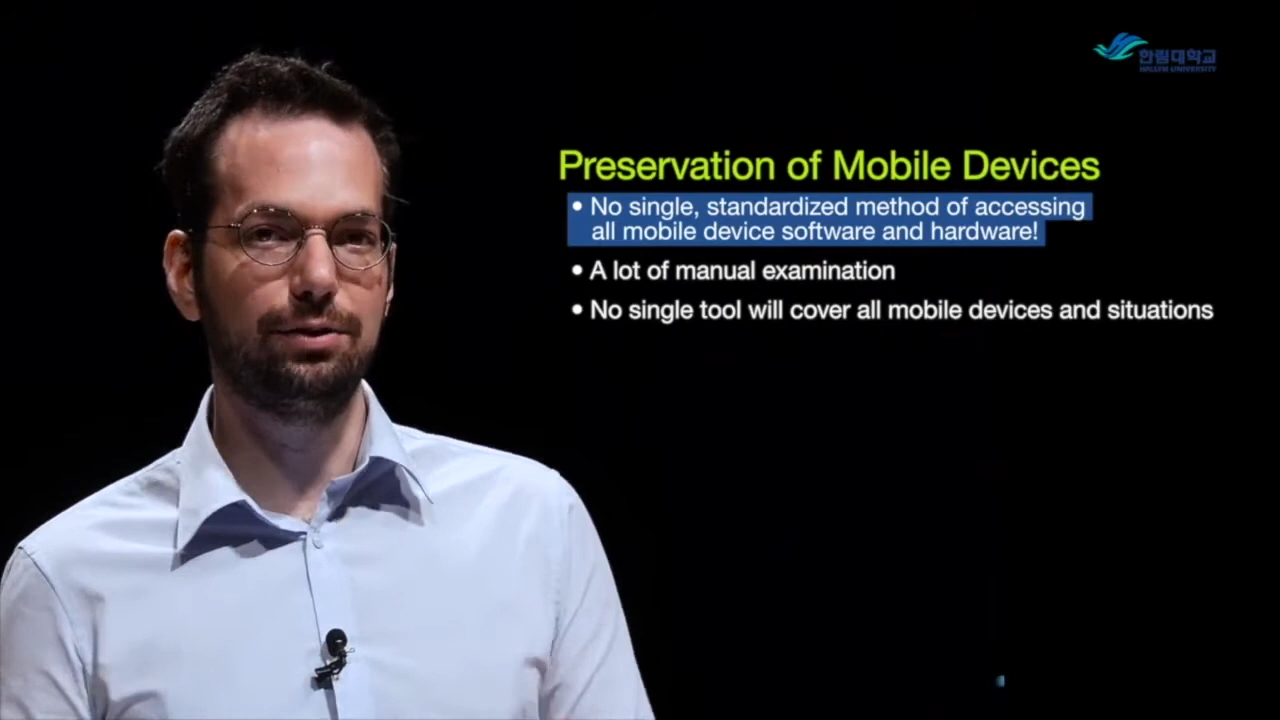 한림대학교
HALLYM UNIVERSITY
Preservation of Mobile Devices
• No single, standardized method of accessing
all mobile device software and hardware!
• A lot of manual examination
• No single tool will cover all mobile devices and situations